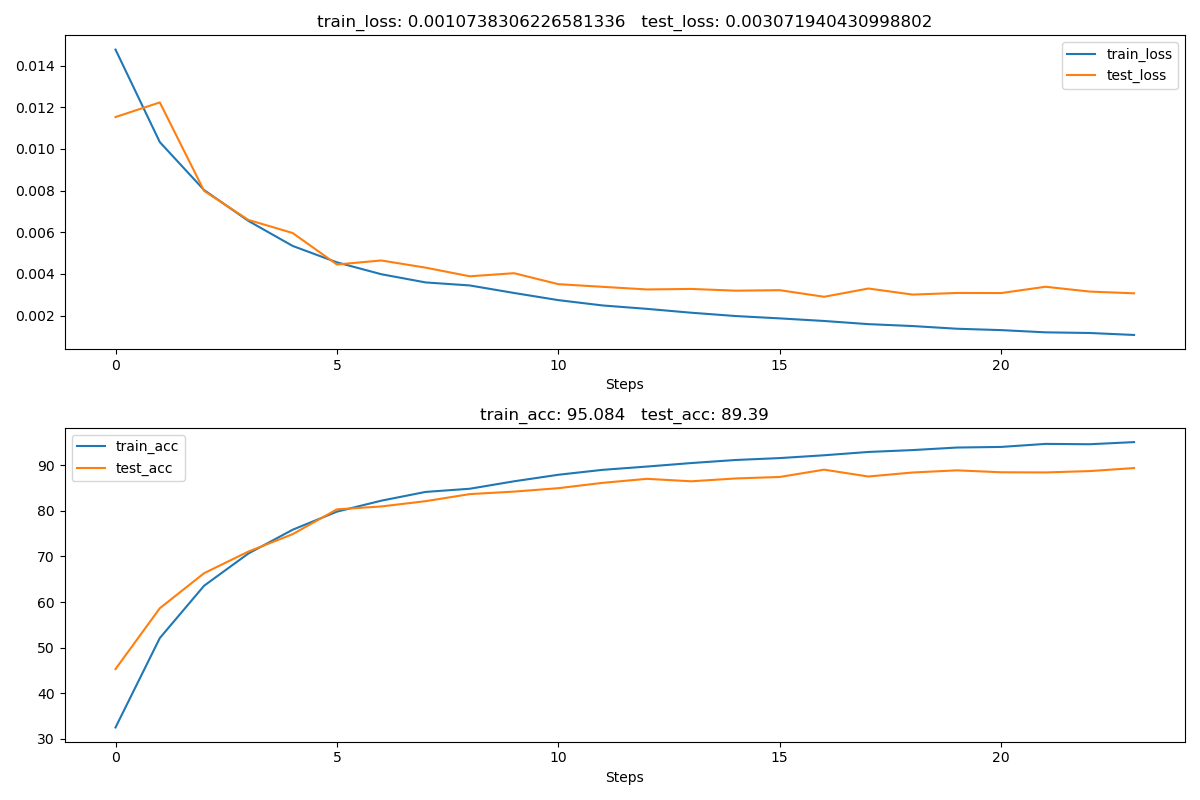 train_loss: 0.0010738306226581336   test_loss: 0.003071940430998802
train_loss
test_loss
0.014
0.012
0.010
0.008
0.006
0.004
0.002
0 5 10 15 20
Steps
train_acc: 95.084   test_acc: 89.39
train_acc
test_acc
90
80
70
60
50
40
30
0 5 10 15 20
Steps